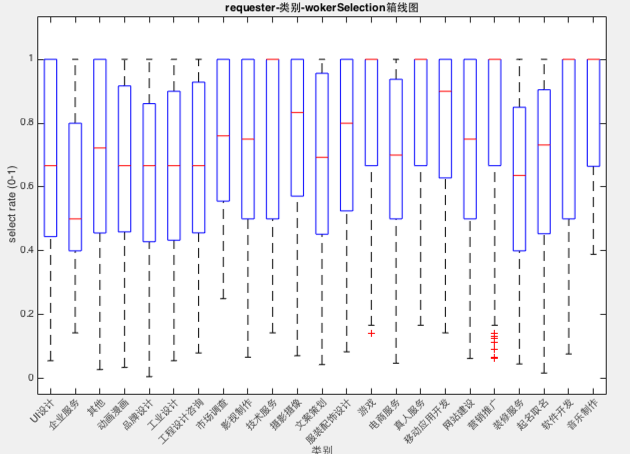 requester-类别-wokerSelection箱线图
select rate (0-1)
1
0.8
0.6
0.4
0.2
0
UI设计
企业服务
其他
动画漫画
品牌设计
工业设计
工程设计咨询
市场调查
影视制作
技术服务
摄影摄像
文案策划
服装配饰设计
游戏
电商服务
真人服务
移动应用开发
网站建设
营销推广
装修服务
起名取名
软件开发
音乐制作
类别